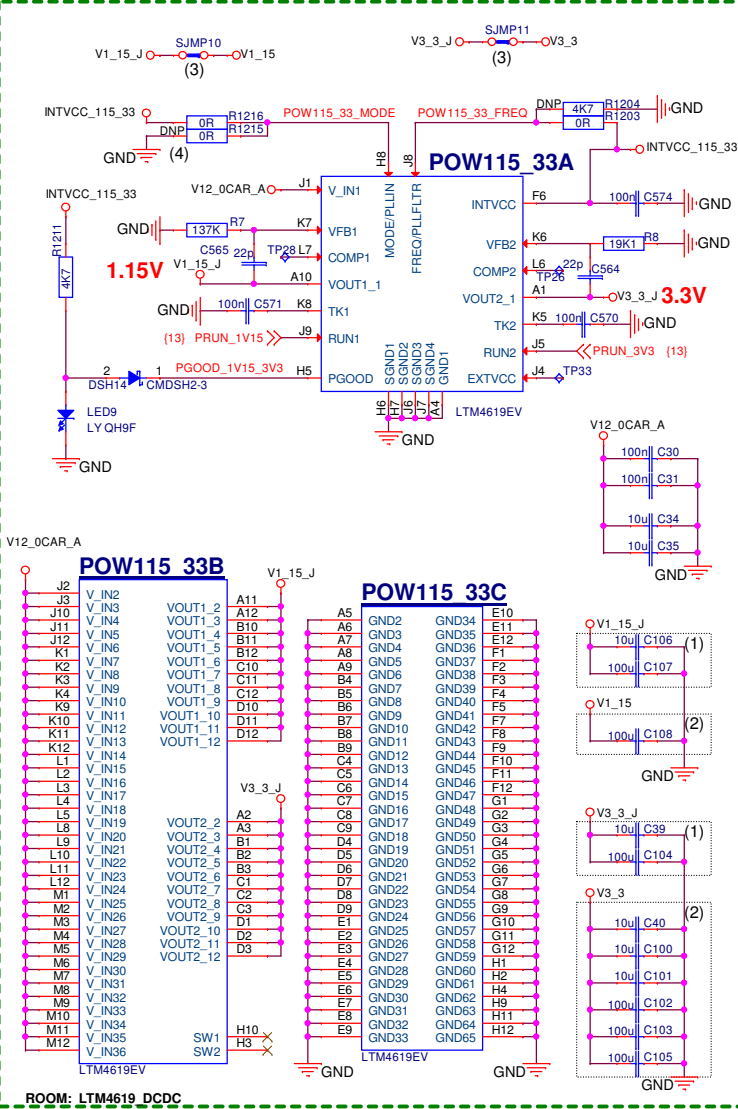 V1_15_J SJMP10 V1_15
(3)
V3_3_J SJMP11 V3_3
(3)
INTVCC_115_33
0R R1216
DNP 0R R1215
GND (4)
POW115_33_MODE
POW115_33_FREQ
DNP 4K7 R1204 GND
0R R1203
INTVCC_115_33
POW115_33A
H8 J8
MODE/PLLIN FREQ/PLLFLTR
V12_0CAR_A J1 V_IN1
GND 137K R7 K7 VFB1
C565 22p TP28 L7 COMP1
V1_15_J A10 VOUT1_1
1.15V
GND 100n C571 K8 TK1
{13} PRUN_1V15 J9 RUN1
PGOOD_1V15_3V3 H5 PGOOD
INTVCC F6 100n C574 GND
VFB2 K6 19K1 R8 GND
COMP2 L6 TP26 22p C564
VOUT2_1 A1 V3_3_J 3.3V
TK2 K5 100n C570 GND
RUN2 J5 PRUN_3V3 {13}
EXTVCC J4 TP33
SGND1 SGND2 SGND3 SGND4 GND1
H6 H7 J6 J7 A4
LTM4619EV
GND
INTVCC_115_33
R1211
4K7
2 1
DSH14 CMDSH2-3
LED9
LY QH9F
GND
V12_0CAR_A
100n C30
100n C31
10u C34
10u C35
GND
V12_0CAR_A
POW115_33B
J2 V_IN2
J3 V_IN3
J10 V_IN4
J11 V_IN5
J12 V_IN6
K1 V_IN7
K2 V_IN8
K3 V_IN9
K4 V_IN10
K9 V_IN11
K10 V_IN12
K11 V_IN13
K12 V_IN14
L1 V_IN15
L2 V_IN16
L3 V_IN17
L4 V_IN18
L5 V_IN19
L8 V_IN20
L9 V_IN21
L10 V_IN22
L11 V_IN23
L12 V_IN24
M1 V_IN25
M2 V_IN26
M3 V_IN27
M4 V_IN28
M5 V_IN29
M6 V_IN30
M7 V_IN31
M8 V_IN32
M9 V_IN33
M10 V_IN34
M11 V_IN35
M12 V_IN36
V1_15_J
VOUT1_2 A11
VOUT1_3 A12
VOUT1_4 B10
VOUT1_5 B11
VOUT1_6 B12
VOUT1_7 C10
VOUT1_8 C11
VOUT1_9 C12
VOUT1_10 D10
VOUT1_11 D11
VOUT1_12 D12
V3_3_J
VOUT2_2 A2
VOUT2_3 A3
VOUT2_4 B1
VOUT2_5 B2
VOUT2_6 B3
VOUT2_7 C1
VOUT2_8 C2
VOUT2_9 C3
VOUT2_10 D1
VOUT2_11 D2
VOUT2_12 D3
SW1 H10
SW2 H3
LTM4619EV
POW115_33C
A5 GND2 GND34 E10
A6 GND3 GND35 E11
A7 GND4 GND36 E12
A8 GND5 GND37 F1
A9 GND6 GND38 F2
B4 GND7 GND39 F3
B5 GND8 GND40 F4
B6 GND9 GND41 F5
B7 GND10 GND42 F7
B8 GND11 GND43 F8
B9 GND12 GND44 F9
C4 GND13 GND45 F10
C5 GND14 GND46 F11
C6 GND15 GND47 F12
C7 GND16 GND48 G1
C8 GND17 GND49 G2
C9 GND18 GND50 G3
D4 GND19 GND51 G4
D5 GND20 GND52 G5
D6 GND21 GND53 G6
D7 GND22 GND54 G7
D8 GND23 GND55 G8
D9 GND24 GND56 G9
E1 GND25 GND57 G10
E2 GND26 GND58 G11
E3 GND27 GND59 G12
E4 GND28 GND60 H1
E5 GND29 GND61 H2
E6 GND30 GND62 H4
E7 GND31 GND63 H9
E8 GND32 GND64 H11
E9 GND33 GND65 H12
LTM4619EV
GND GND
V1_15_J
10u C106 (1)
100u C107
V1_15
(2)
100u C108
GND
V3_3_J
10u C39 (1)
100u C104
V3_3
(2)
10u C40
10u C100
10u C101
100u C102
100u C103
100u C105
GND
ROOM: LTM4619_DCDC